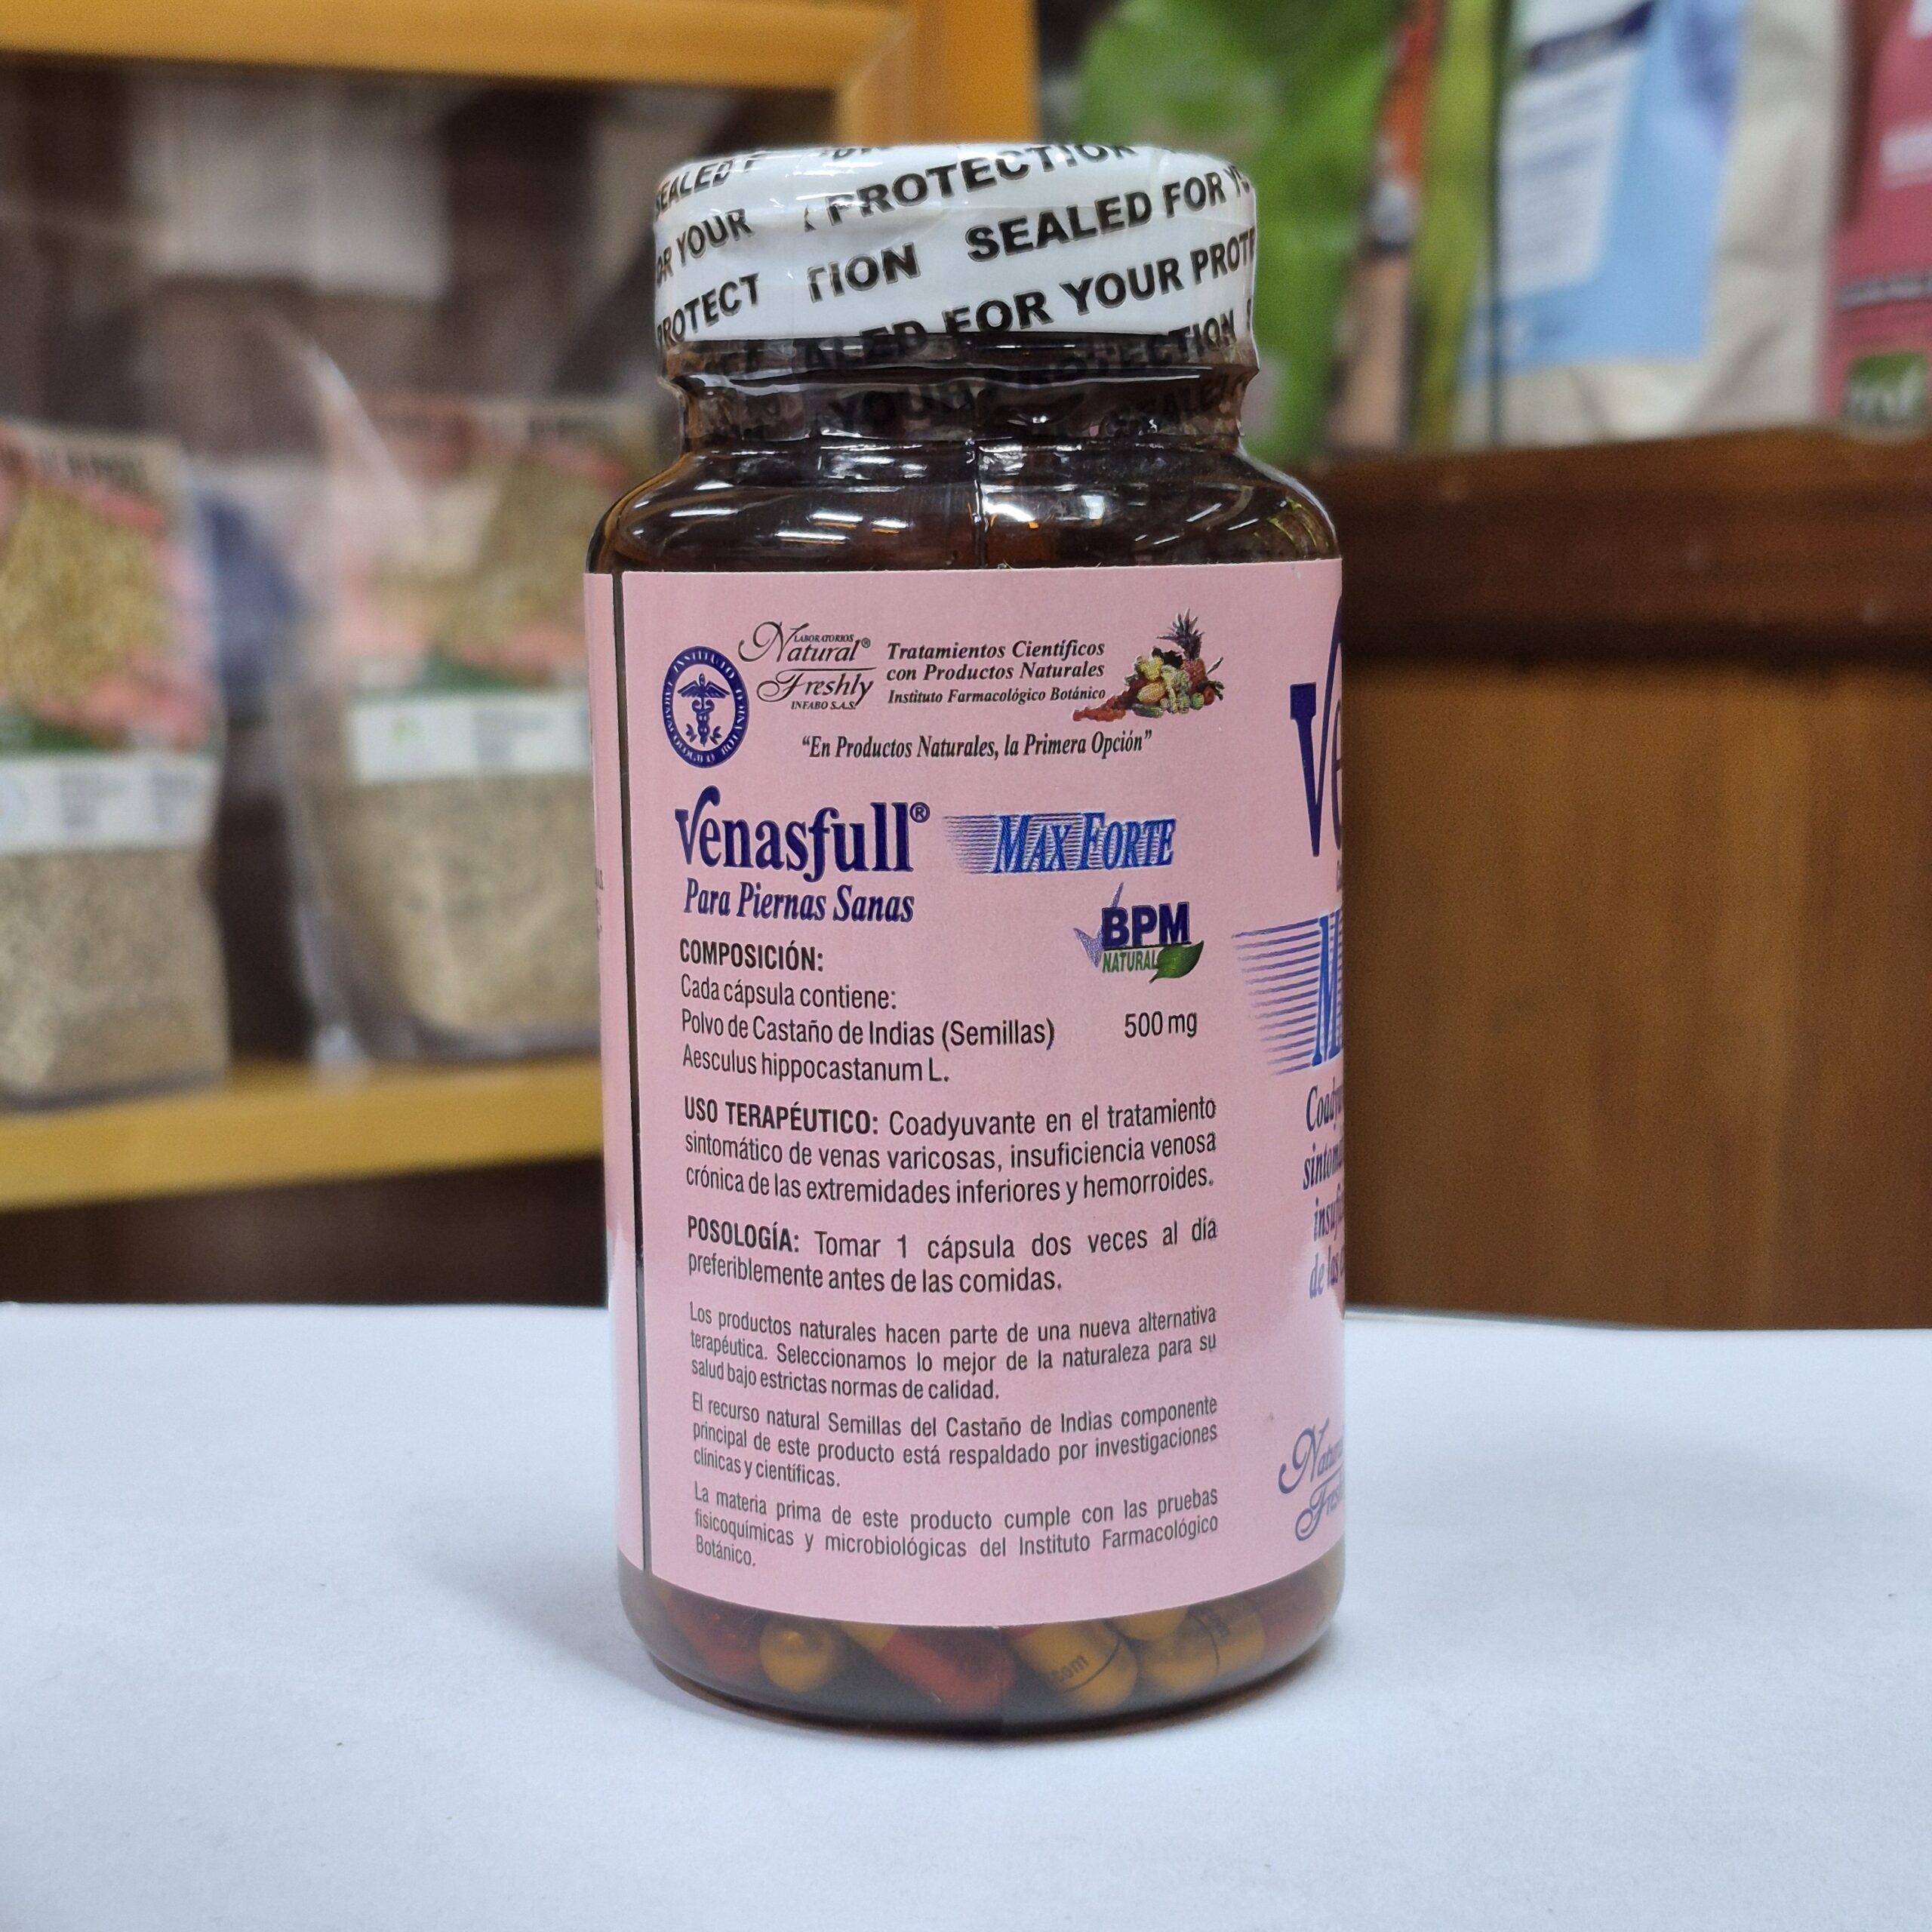 SEALED
PROTECTION
OR YOUR
SEALED FOR
PROTECT
TION
FOR YOUR PROTE
INSTITUTO FARMACOLÓGICO BOTÁNICO
LABORATORIOS
Natural®
Freshly
INFABO S.A.S.
Tratamientos Científicos
con Productos Naturales
Instituto Farmacológico Botánico
“En Productos Naturales, la Primera Opción”
Venasfull® MAX FORTE
Para Piernas Sanas
BPM
NATURAL
COMPOSICIÓN:
Cada cápsula contiene:
Polvo de Castaño de Indias (Semillas) 500 mg
Aesculus hippocastanum L.
USO TERAPÉUTICO: Coadyuvante en el tratamiento
sintomático de venas varicosas, insuficiencia venosa
crónica de las extremidades inferiores y hemorroides.
POSOLOGÍA: Tomar 1 cápsula dos veces al día
preferiblemente antes de las comidas.
Los productos naturales hacen parte de una nueva alternativa
terapéutica. Seleccionamos lo mejor de la naturaleza para su
salud bajo estrictas normas de calidad.
El recurso natural Semillas del Castaño de Indias componente
principal de este producto está respaldado por investigaciones
clínicas y científicas.
La materia prima de este producto cumple con las pruebas
fisicoquímicas y microbiológicas del Instituto Farmacológico
Botánico.